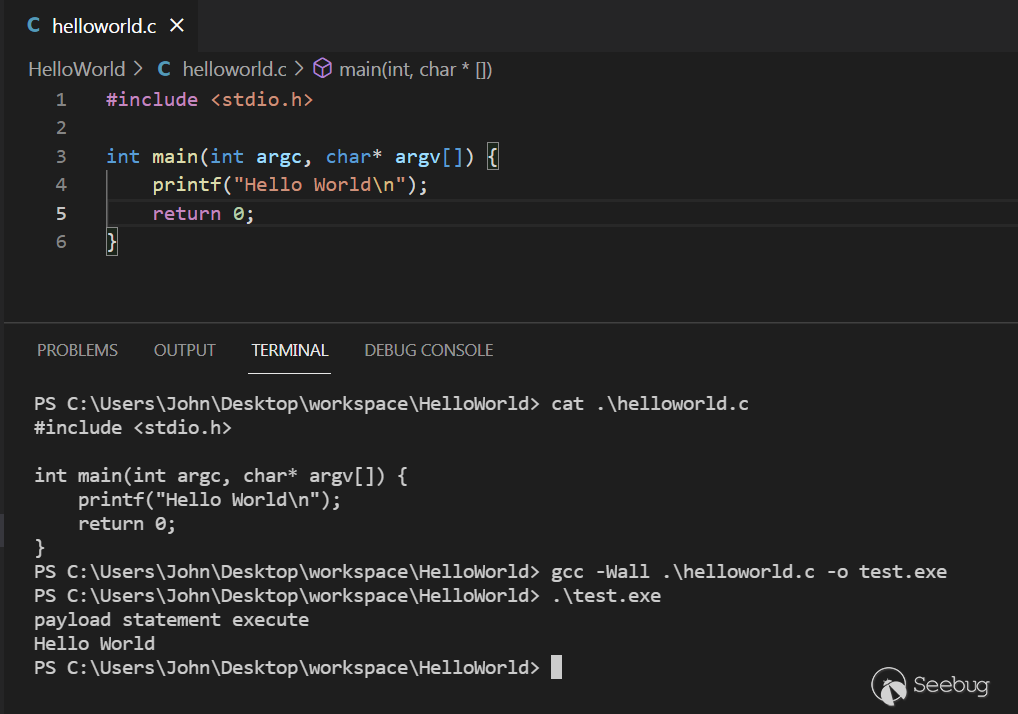 C helloworld.c ×
HelloWorld > C helloworld.c > main(int, char * [])
1 #include <stdio.h>
2
3 int main(int argc, char* argv[]) {
4     printf("Hello World\n");
5     return 0;
6 }
PROBLEMS OUTPUT TERMINAL DEBUG CONSOLE
PS C:\Users\John\Desktop\workspace\HelloWorld> cat .\helloworld.c
#include <stdio.h>

int main(int argc, char* argv[]) {
    printf("Hello World\n");
    return 0;
}
PS C:\Users\John\Desktop\workspace\HelloWorld> gcc -Wall .\helloworld.c -o test.exe
PS C:\Users\John\Desktop\workspace\HelloWorld> .\test.exe
payload statement execute
Hello World
PS C:\Users\John\Desktop\workspace\HelloWorld>
Seebug